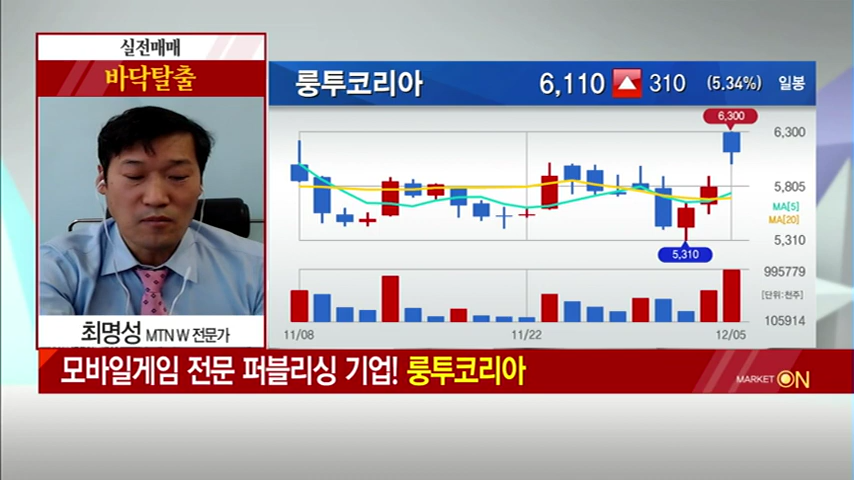 실전매매
바닥탈출
최명성 MTN W 전문가
룽투코리아 6,110 310 (5.34%) 일봉
6,300
6,300
5,805
MA[5]
MA[20]
5,310
5,310
995779
[단위:천주]
105914
11/08 11/22 12/05
모바일게임 전문 퍼블리싱 기업! 룽투코리아
MARKET ON